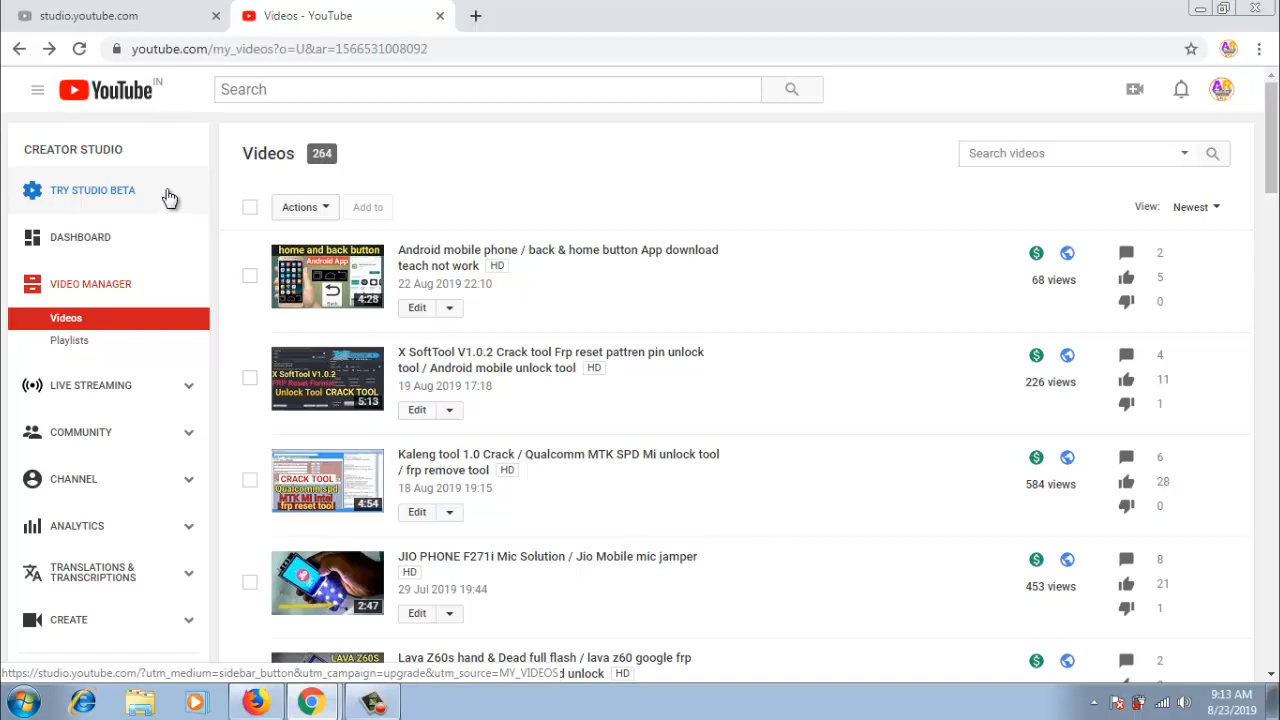 studio.youtube.com
Videos - YouTube
youtube.com/my_videos?o=U&ar=1566531008092
YouTube IN
Search
CREATOR STUDIO
TRY STUDIO BETA
DASHBOARD
VIDEO MANAGER
Videos
Playlists
LIVE STREAMING
COMMUNITY
CHANNEL
ANALYTICS
TRANSLATIONS &
TRANSCRIPTIONS
CREATE
Videos 264
Search videos
Actions
Add to
View: Newest
home and back button
Android App
4:28
Android mobile phone / back & home button App download
teach not work HD
22 Aug 2019 22:10
Edit
68 views
2
5
0
X SoftTool V1.0.2
FRP Reset Format
Unlock Tool CRACK TOOL
5:13
X SoftTool V1.0.2 Crack tool Frp reset pattren pin unlock
tool / Android mobile unlock tool HD
19 Aug 2019 17:18
Edit
226 views
4
11
1
CRACK TOOL
Qualcomm spd
MTK Mi intel
frp reset tool
4:54
Kaleng tool 1.0 Crack / Qualcomm MTK SPD Mi unlock tool
/ frp remove tool HD
18 Aug 2019 19:15
Edit
584 views
6
28
0
2:47
JIO PHONE F271i Mic Solution / Jio Mobile mic jamper
HD
29 Jul 2019 19:44
Edit
453 views
8
21
1
LAVA Z60S
Lava Z60s hand & Dead full flash / lava z60 google frp
d unlock HD
2
https://studio.youtube.com/?utm_medium=sidebar_button&utm_campaign=upgrade&utm_source=MY_VIDEOS
9:13 AM
8/23/2019